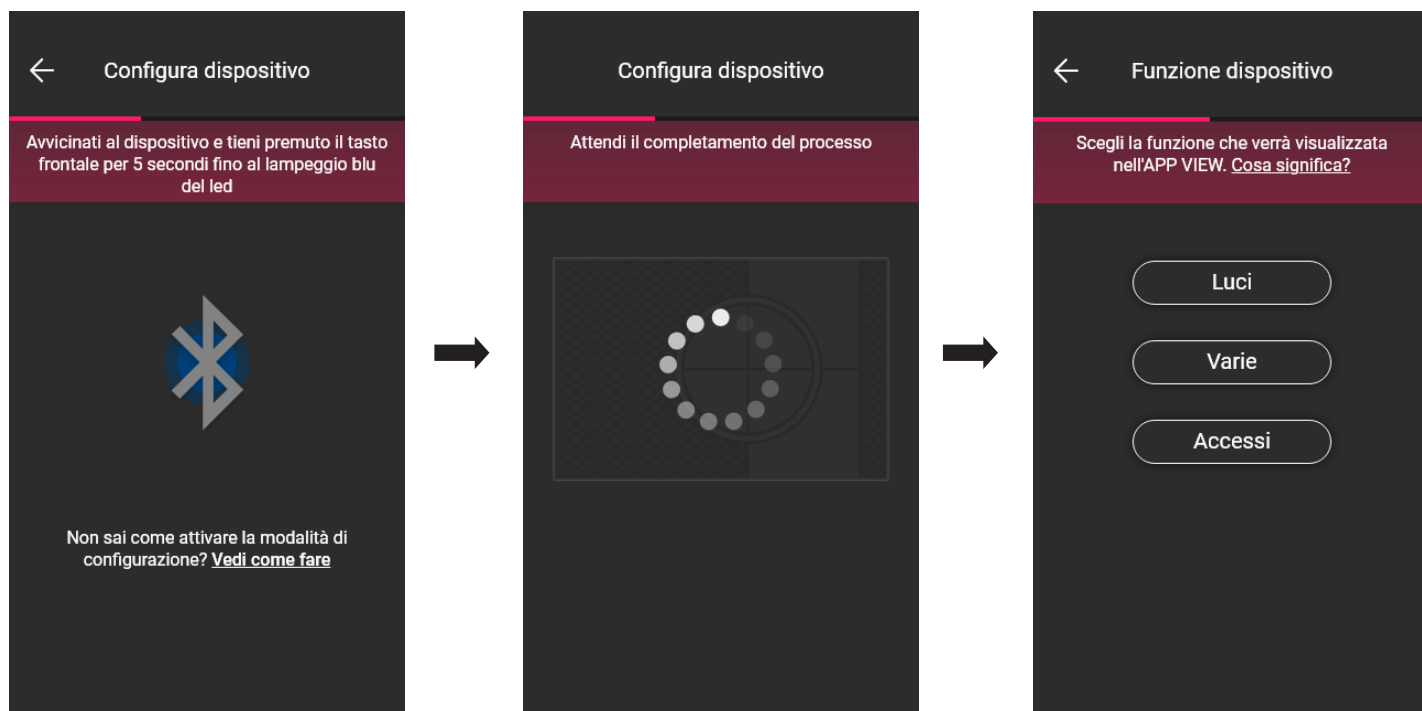 Configura dispositivo
Avvicinati al dispositivo e tieni premuto il tasto
frontale per 5 secondi fino al lampeggio blu
del led
Non sai come attivare la modalità di
configurazione? Vedi come fare
Configura dispositivo
Attendi il completamento del processo
Funzione dispositivo
Scegli la funzione che verrà visualizzata
nell'APP VIEW. Cosa significa?
Luci
Varie
Accessi